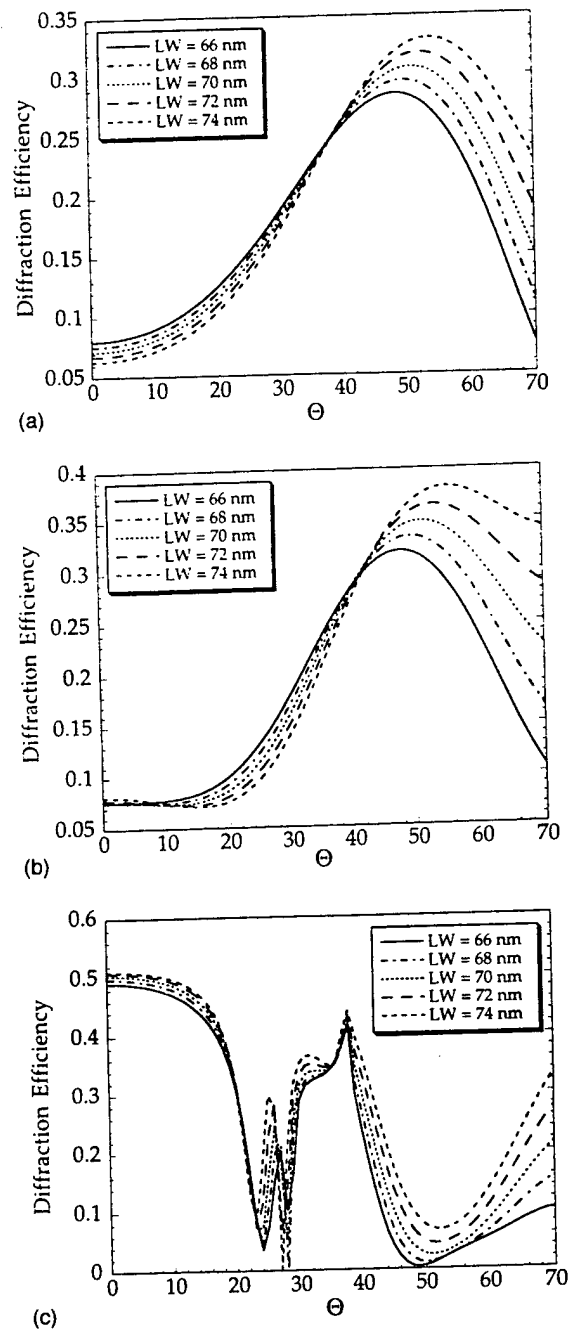 0.35
0.3
0.25
0.2
0.15
0.1
0.05
Diffraction Efficiency
LW = 66 nm
LW = 68 nm
LW = 70 nm
LW = 72 nm
LW = 74 nm
0 10 20 30 40 50 60 70
Θ
(a)
0.4
0.35
0.3
0.25
0.2
0.15
0.1
0.05
Diffraction Efficiency
LW = 66 nm
LW = 68 nm
LW = 70 nm
LW = 72 nm
LW = 74 nm
0 10 20 30 40 50 60 70
Θ
(b)
0.6
0.5
0.4
0.3
0.2
0.1
0
Diffraction Efficiency
LW = 66 nm
LW = 68 nm
LW = 70 nm
LW = 72 nm
LW = 74 nm
0 10 20 30 40 50 60 70
Θ
(c)